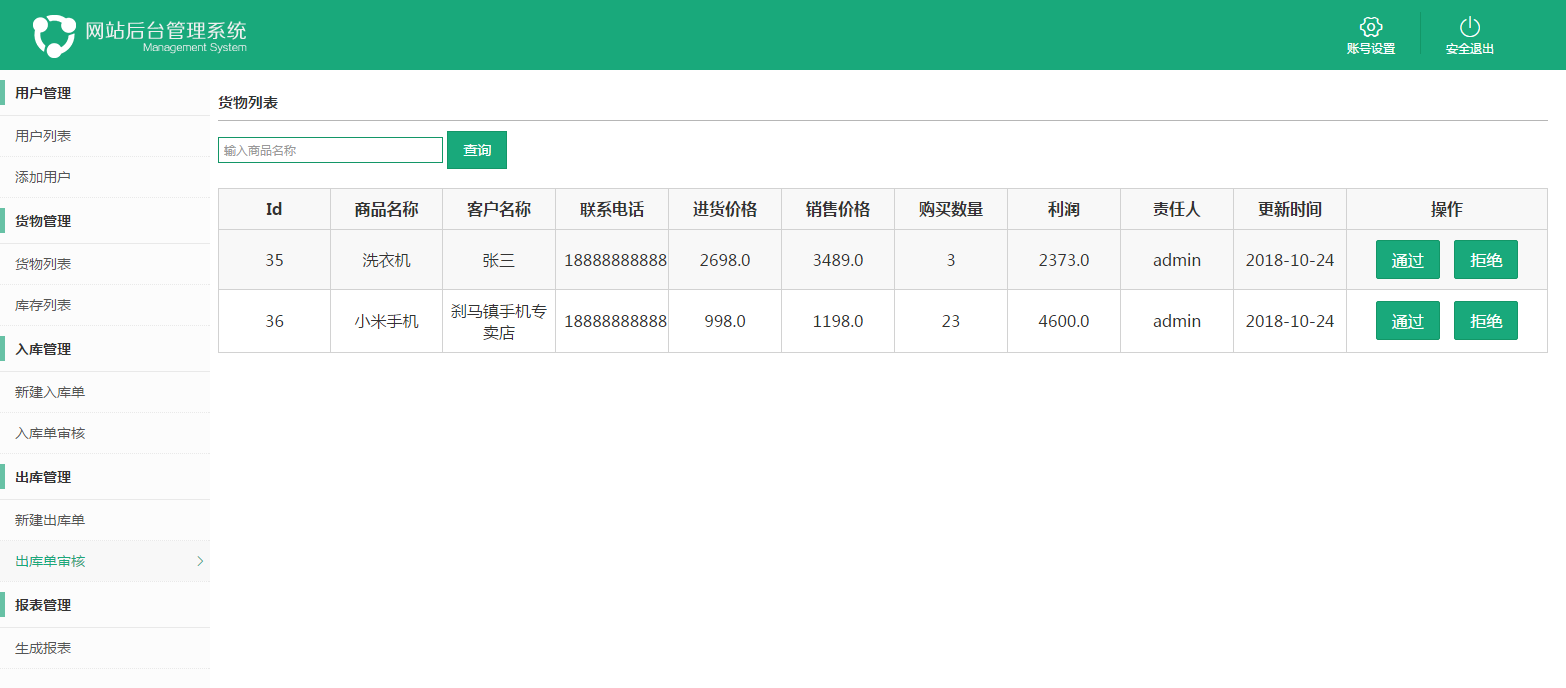 网站后台管理系统
Management System
账号设置
安全退出
用户管理
用户列表
添加用户
货物管理
货物列表
库存列表
入库管理
新建入库单
入库单审核
出库管理
新建出库单
出库单审核
报表管理
生成报表
货物列表
输入商品名称
查询
Id 商品名称 客户名称 联系电话 进货价格 销售价格 购买数量 利润 责任人 更新时间 操作
35 洗衣机 张三 18888888888 2698.0 3489.0 3 2373.0 admin 2018-10-24 通过 拒绝
36 小米手机 刹马镇手机专 18888888888 998.0 1198.0 23 4600.0 admin 2018-10-24 通过 拒绝
卖店